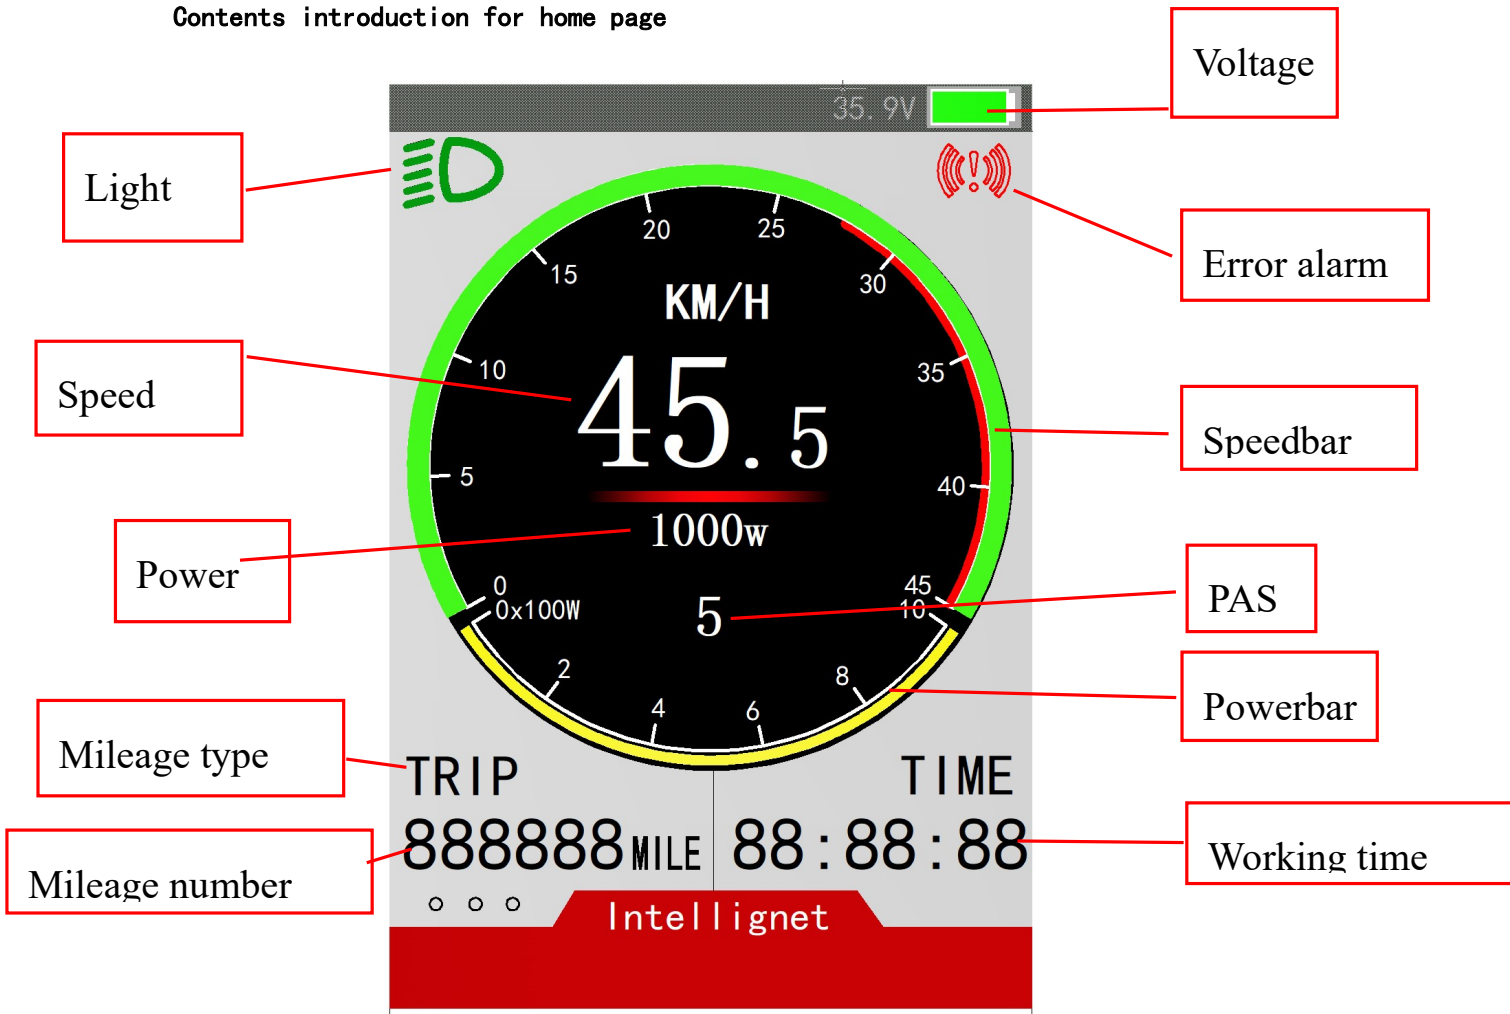 Contents introduction for home page
Voltage
35.9V
Light
Error alarm
20
25
15
30
KM/H
10
35
Speed
45.5
Speedbar
5
40
1000w
Power
0
45
PAS
0x100W
10
5
2
8
4
6
Powerbar
Mileage type
TRIP
TIME
888888MILE
88:88:88
Working time
Mileage number
Intellignet